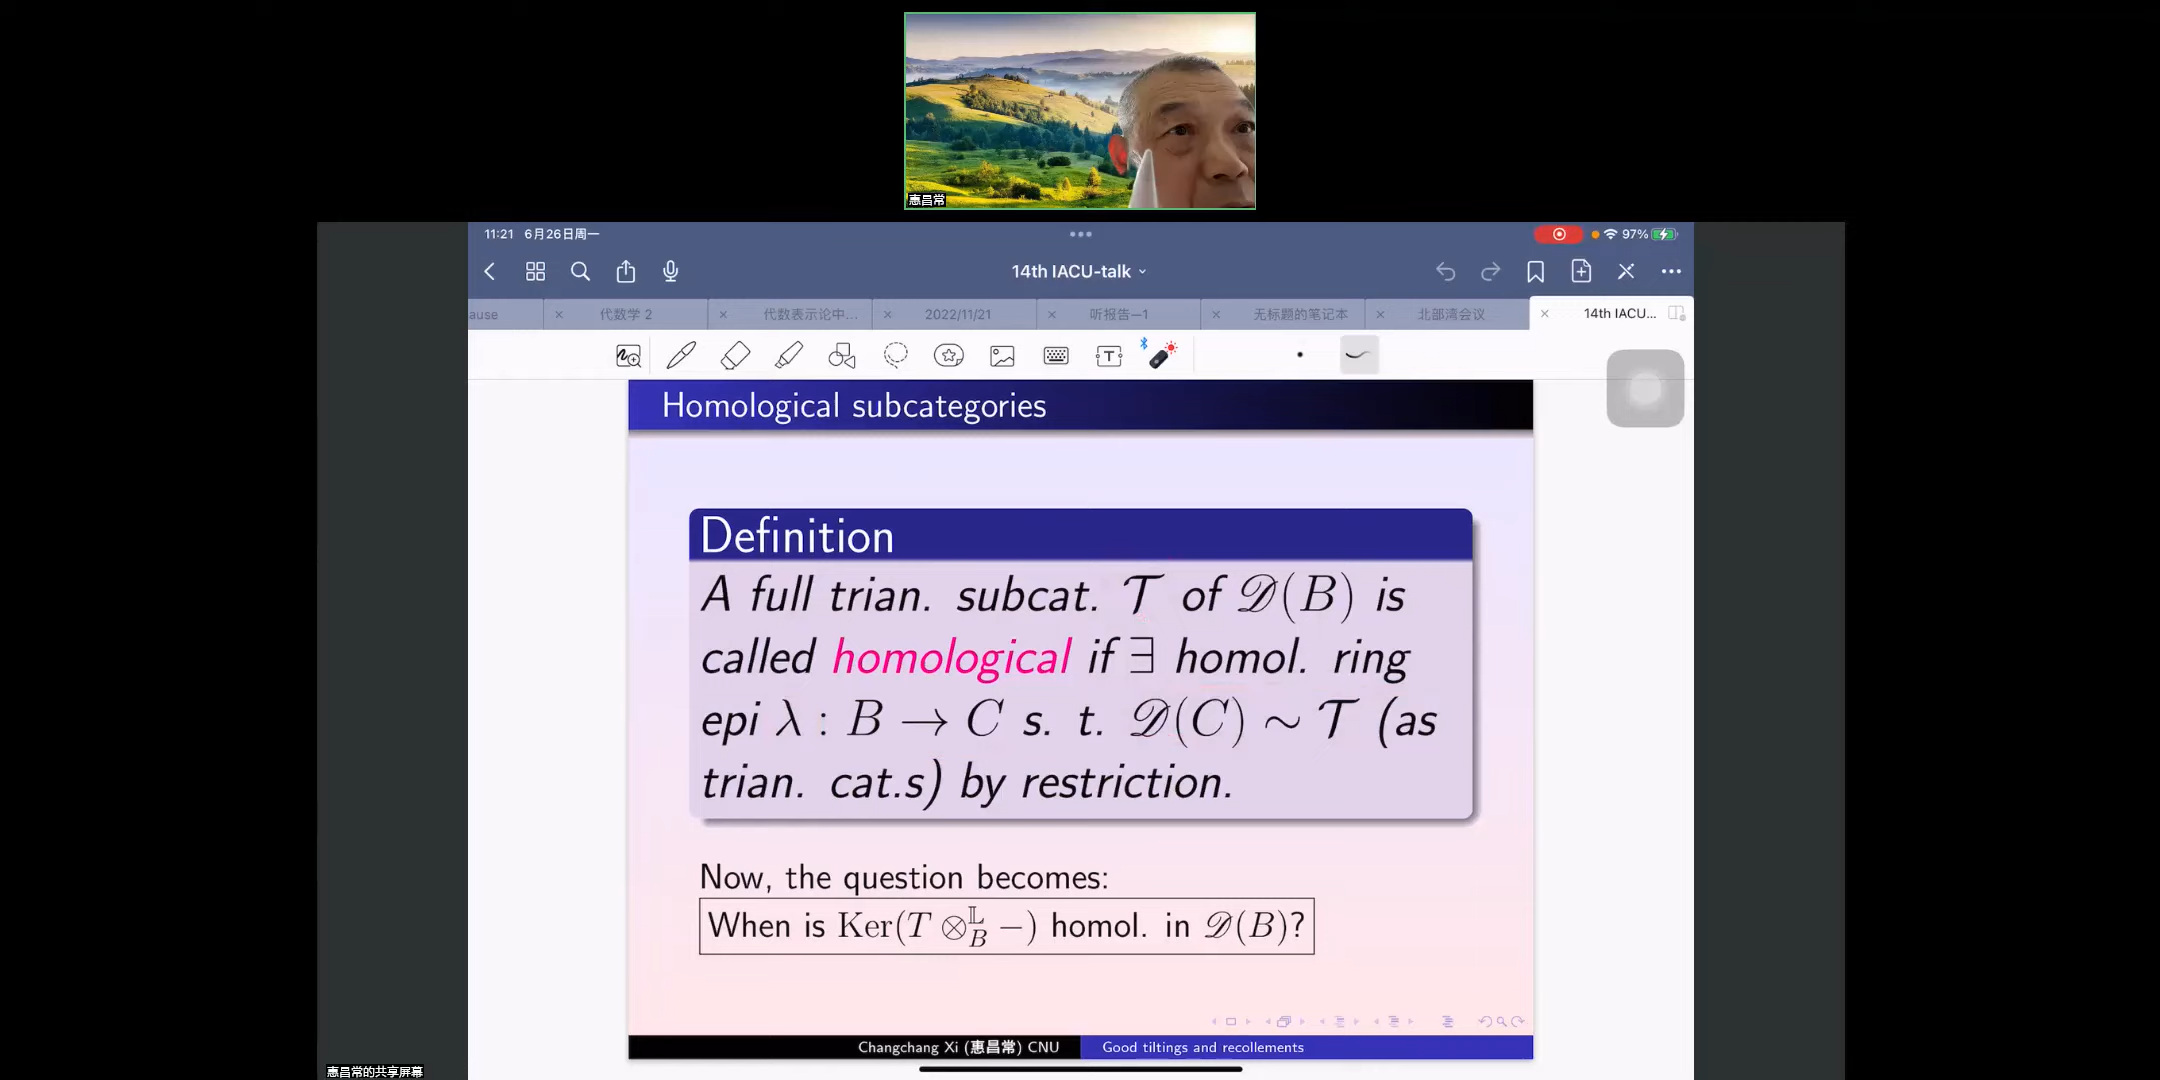 惠昌常
11:21 6月26日周一
97%
14th IACU-talk
ause
代数学 2
代数表示论中...
2022/11/21
听报告—1
无标题的笔记本
北部湾会议
14th IACU...
Homological subcategories
Definition
A full trian. subcat. 𝒯 of 𝒟(B) is
called homological if ∃ homol. ring
epi λ : B → C s. t. 𝒟(C) ∼ 𝒯 (as
trian. cat.s) by restriction.
Now, the question becomes:
When is Ker(T ⊗ᴸ_B −) homol. in 𝒟(B)?
Changchang Xi (惠昌常) CNU
Good tiltings and recollements
惠昌常的共享屏幕